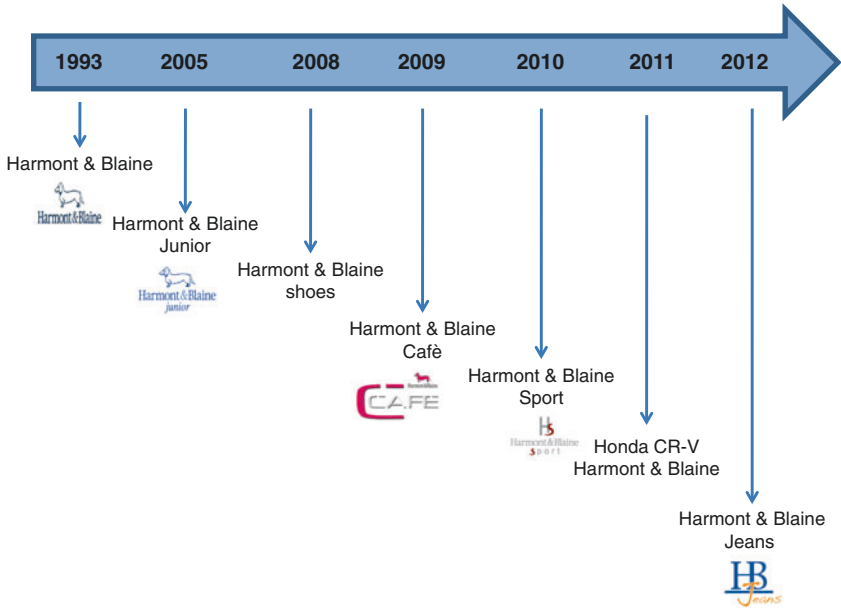 1993 2005 2008 2009 2010 2011 2012
Harmont & Blaine
Harmont&Blaine
Harmont & Blaine
Junior
Harmont&Blaine
junior
Harmont & Blaine
shoes
Harmont & Blaine
Cafè
CAFE
Harmont & Blaine
Sport
HS
Harmont&Blaine
sport
Honda CR-V
Harmont & Blaine
Harmont & Blaine
Jeans
HB
Jeans